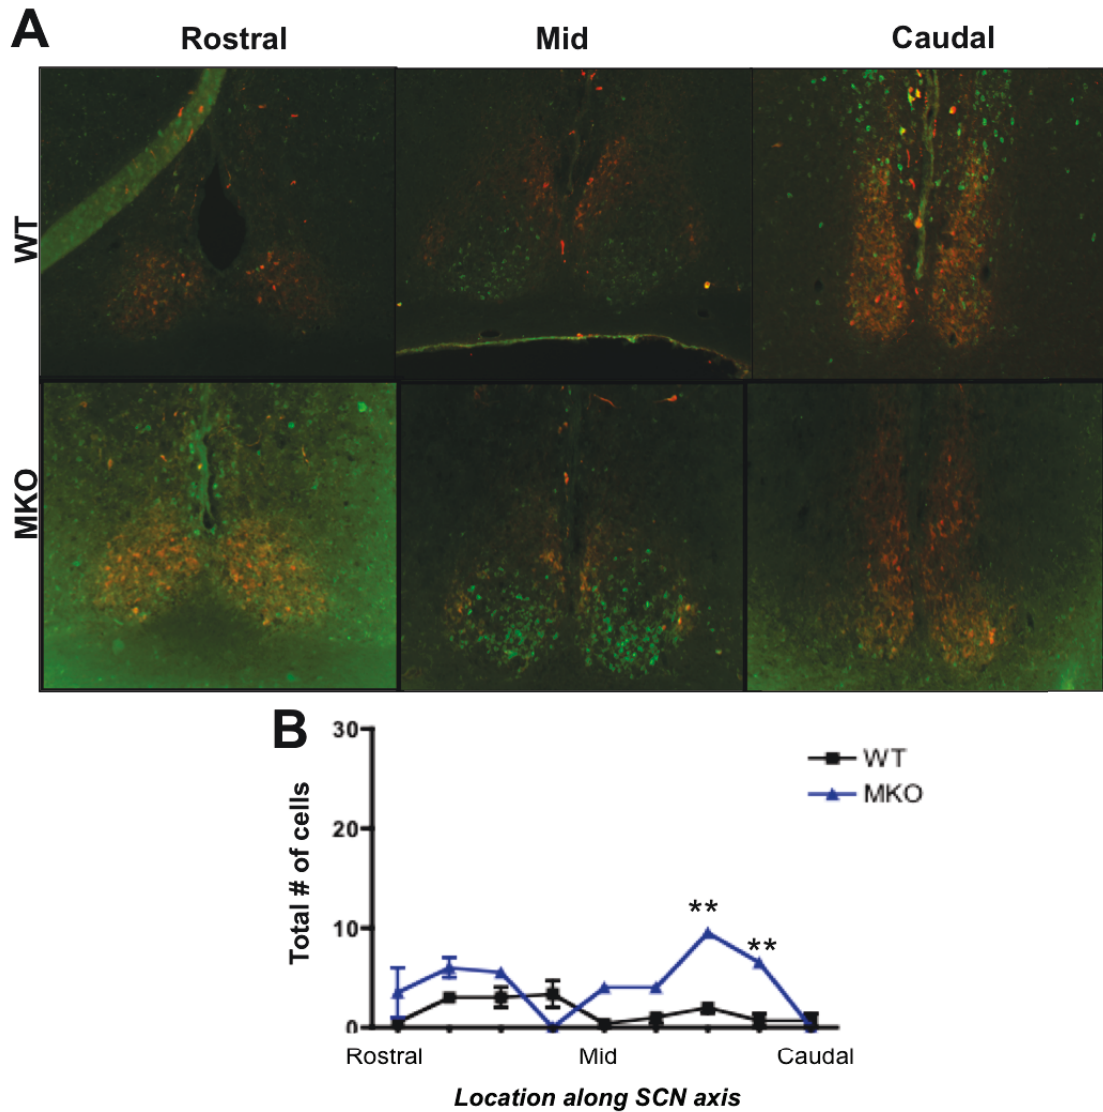 A
Rostral Mid Caudal
WT
MKO
B
30
20
10
0
Total # of cells
WT
MKO
**
**
Rostral Mid Caudal
Location along SCN axis